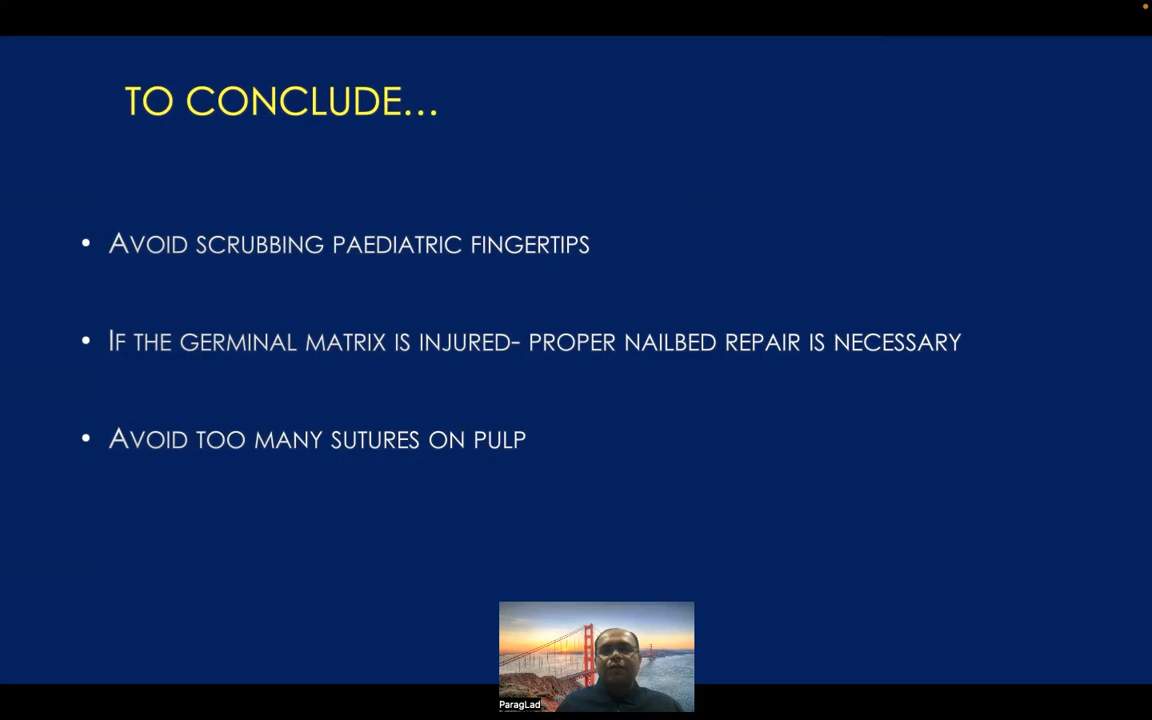 TO CONCLUDE...
• AVOID SCRUBBING PAEDIATRIC FINGERTIPS
• IF THE GERMINAL MATRIX IS INJURED- PROPER NAILBED REPAIR IS NECESSARY
• AVOID TOO MANY SUTURES ON PULP
ParagLad